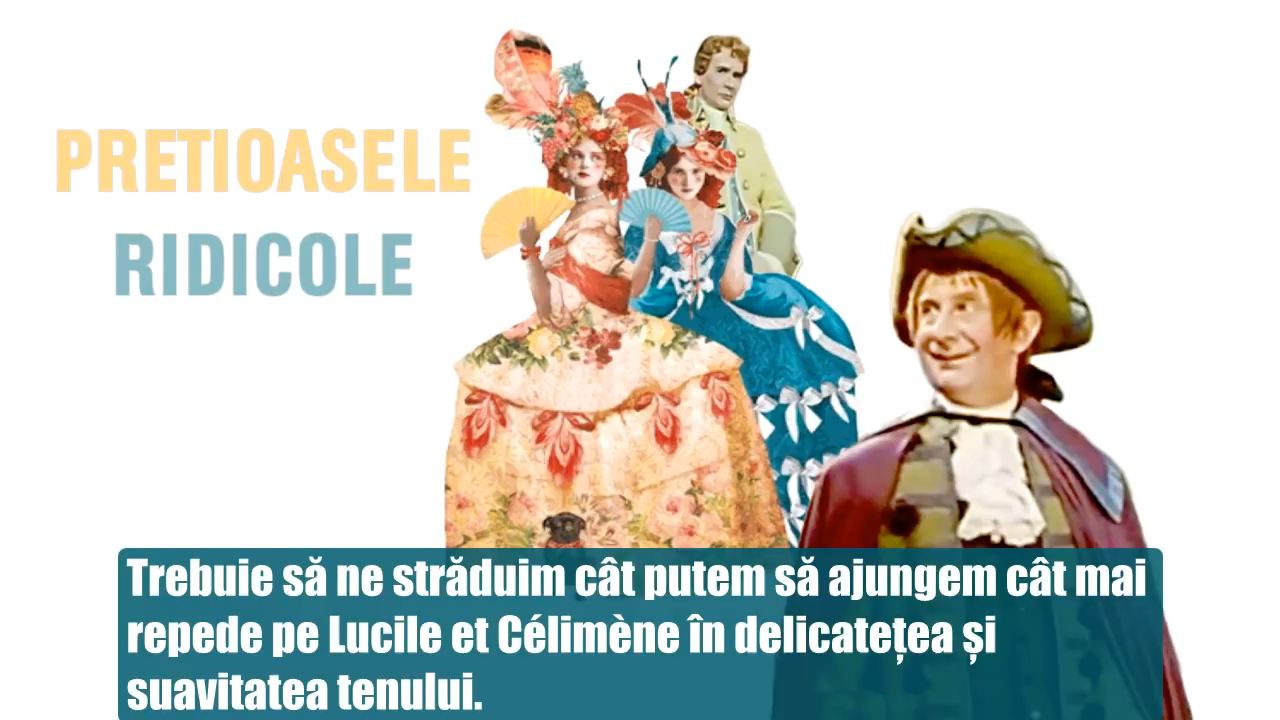 PRETIOASELE
RIDICOLE
Trebuie să ne străduim cât putem să ajungem cât mai
repede pe Lucile et Célimène în delicatețea și
suavitatea tenului.